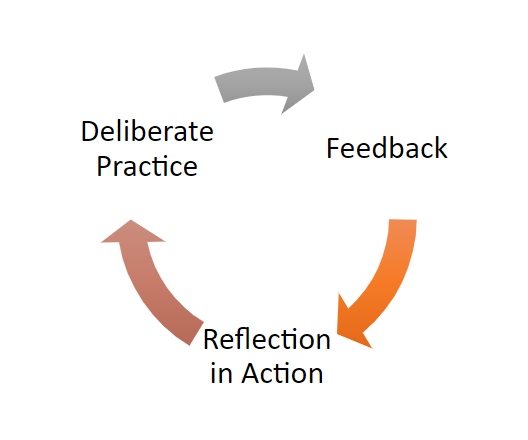 Deliberate
Practice
Feedback
Reflection
in Action